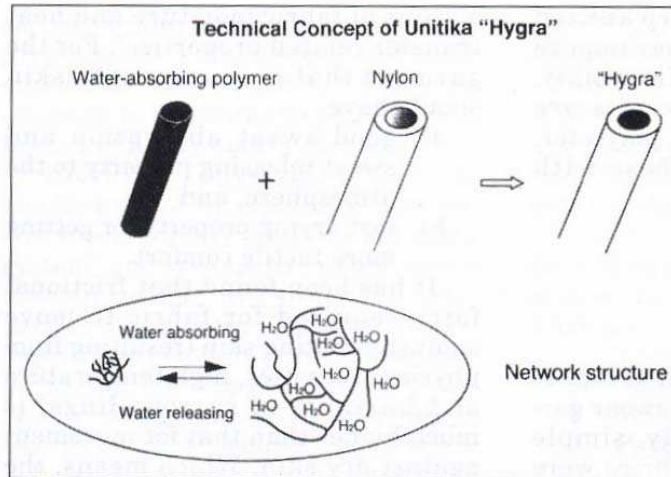 Technical Concept of Unitika “Hygra”
Water-absorbing polymer
Nylon
“Hygra”
+
Water absorbing
Water releasing
H₂O
H₂O
H₂O
H₂O
H₂O
H₂O
H₂O
H₂O
H₂O
H₂O
Network structure